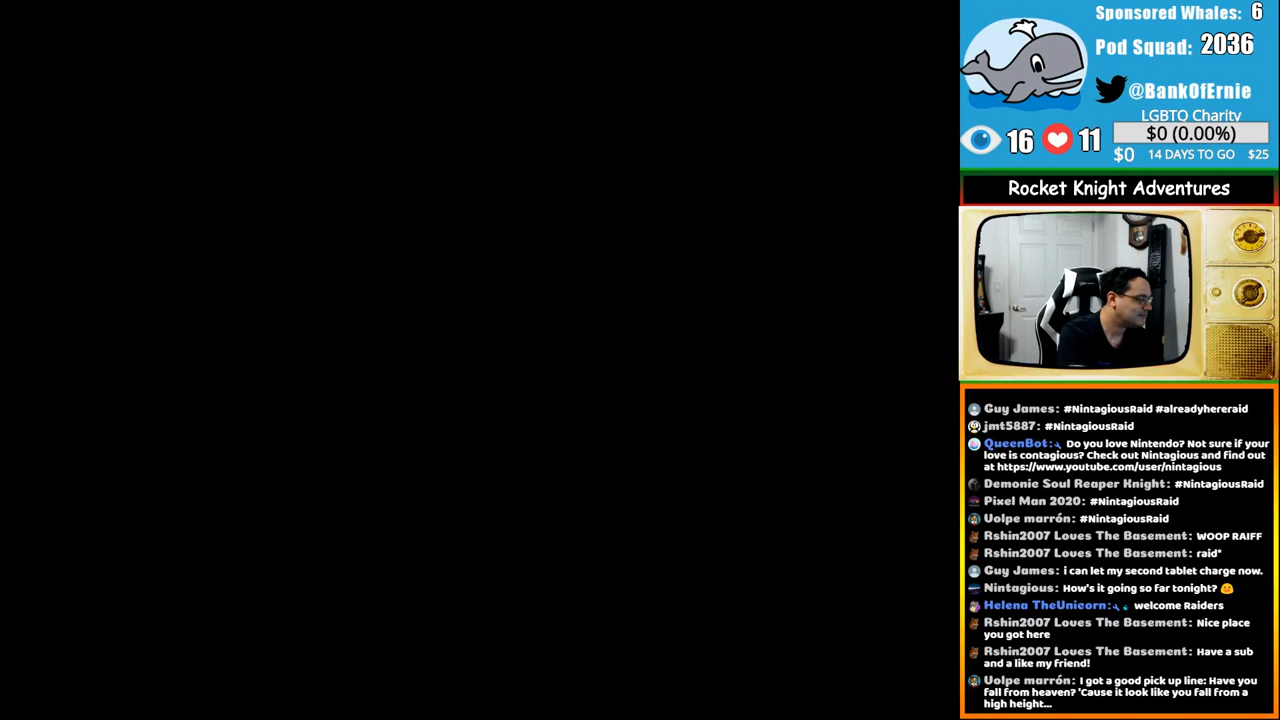 Sponsored Whales: 6
Pod Squad: 2036
@BankOfErnie
LGBTQ Charity
16 11 $0 (0.00%)
$0 14 DAYS TO GO $25
Rocket Knight Adventures
Guy James: #NintagiousRaid #alreadyhereraid
jmt5887: #NintagiousRaid
QueenBot: Do you love Nintendo? Not sure if your
love is contagious? Check out Nintagious and find out
at https://www.youtube.com/user/nintagious
Demonie Soul Reaper Knight: #NintagiousRaid
Pixel Man 2020: #NintagiousRaid
Uolpe marrón: #NintagiousRaid
Rshin2007 Loves The Basement: WOOP RAIFF
Rshin2007 Loves The Basement: raid*
Guy James: i can let my second tablet charge now.
Nintagious: How's it going so far tonight?
Helena TheUnicorn: welcome Raiders
Rshin2007 Loves The Basement: Nice place
you got here
Rshin2007 Loves The Basement: Have a sub
and a like my friend!
Uolpe marrón: I got a good pick up line: Have you
fall from heaven? 'Cause it look like you fall from a
high height...